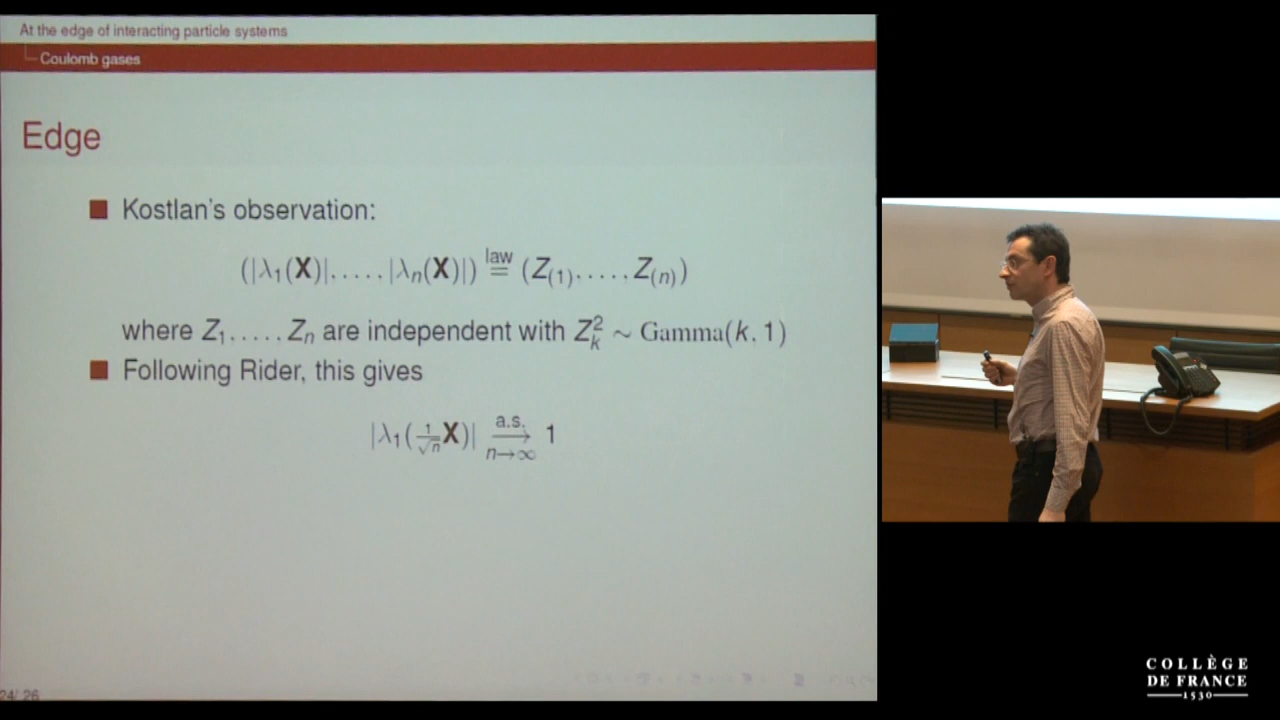 At the edge of interacting particle systems
Coulomb gases
Edge
Kostlan's observation:
(|λ₁(X)|, . . . , |λₙ(X)|) law= (Z₍₁₎, . . . , Z₍ₙ₎)
where Z₁, . . . , Zₙ are independent with Zₖ² ∼ Gamma(k, 1)
Following Rider, this gives
|λ₁(1/√n X)| a.s.⟶ n→∞ 1
24/ 26
COLLÈGE
DE FRANCE
1530